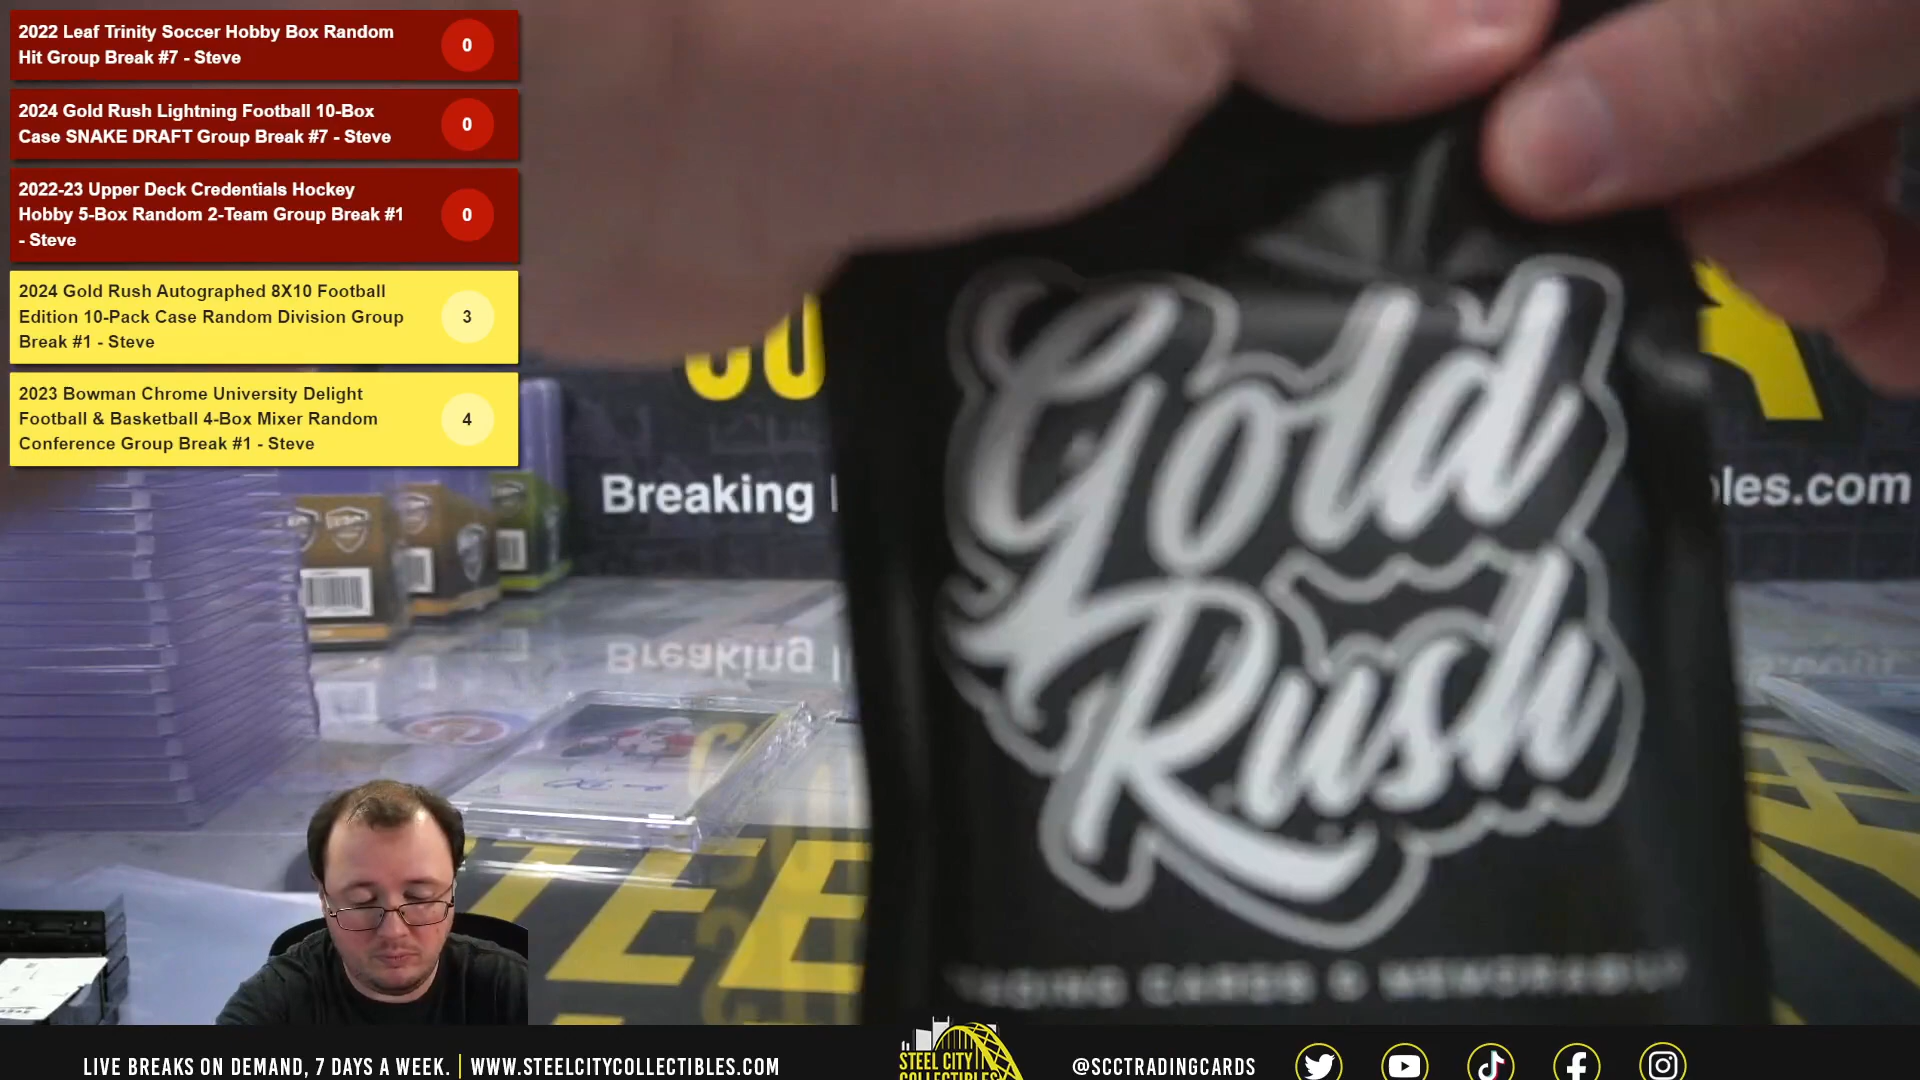 2022 Leaf Trinity Soccer Hobby Box Random
Hit Group Break #7 - Steve
0
2024 Gold Rush Lightning Football 10-Box
Case SNAKE DRAFT Group Break #7 - Steve
0
2022-23 Upper Deck Credentials Hockey
Hobby 5-Box Random 2-Team Group Break #1
- Steve
0
2024 Gold Rush Autographed 8X10 Football
Edition 10-Pack Case Random Division Group
Break #1 - Steve
3
2023 Bowman Chrome University Delight
Football & Basketball 4-Box Mixer Random
Conference Group Break #1 - Steve
4
Breaking
les.com
Gold
Rush
TRADING CARDS & MEMORABILIA
LIVE BREAKS ON DEMAND, 7 DAYS A WEEK. | WWW.STEELCITYCOLLECTIBLES.COM
STEEL CITY
COLLECTIBLES
@SCCTRADINGCARDS